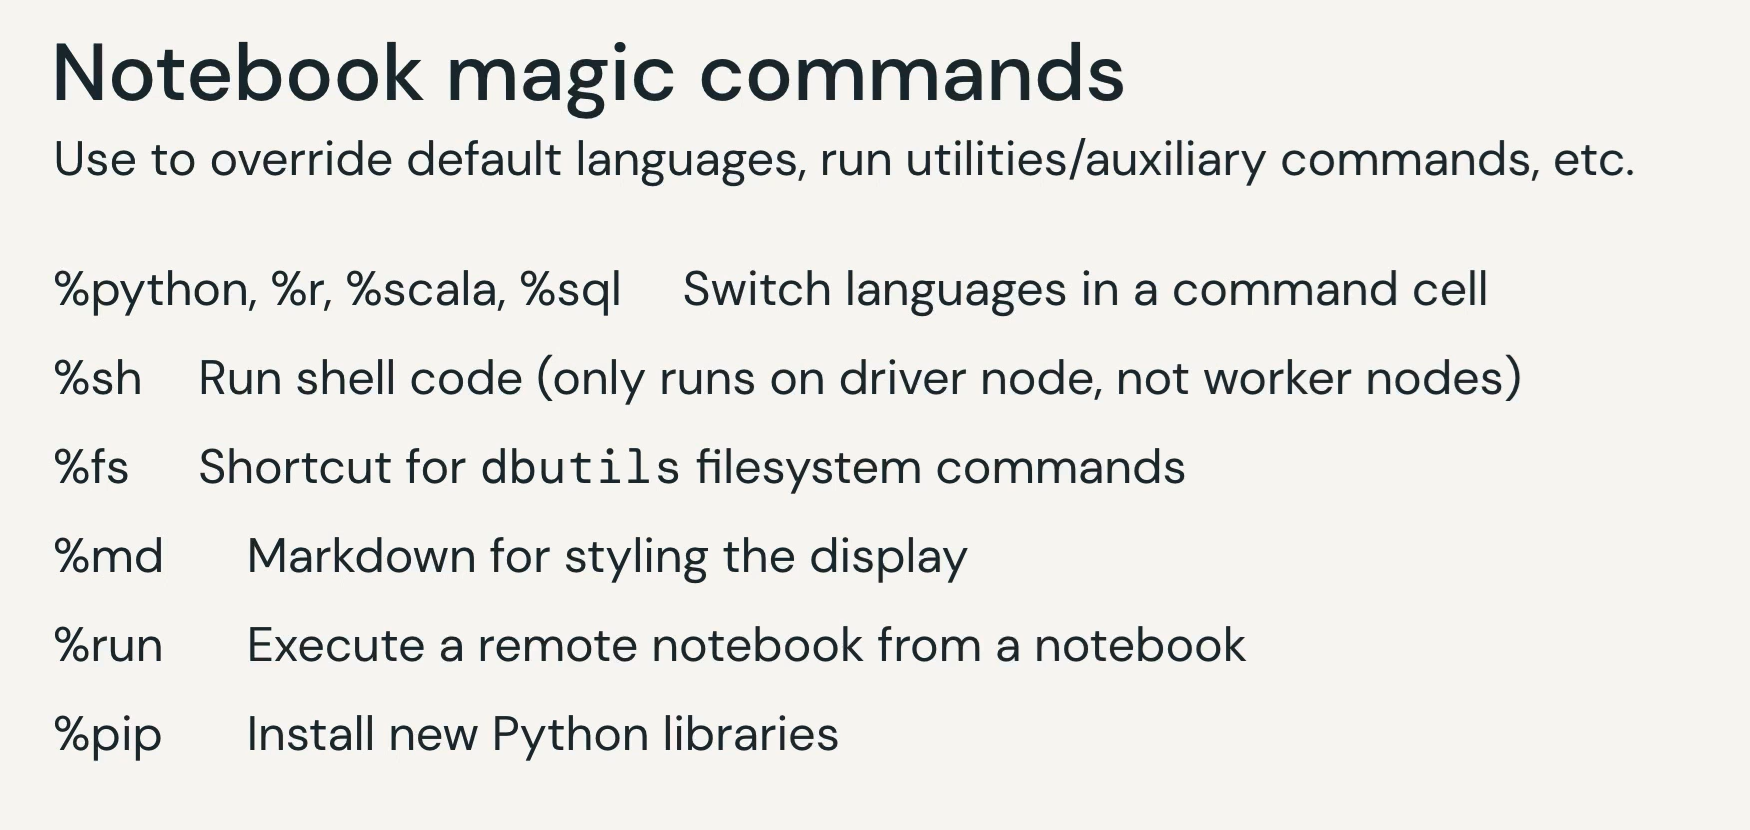 Notebook magic commands
Use to override default languages, run utilities/auxiliary commands, etc.
%python, %r, %scala, %sql Switch languages in a command cell
%sh Run shell code (only runs on driver node, not worker nodes)
%fs Shortcut for dbutils filesystem commands
%md Markdown for styling the display
%run Execute a remote notebook from a notebook
%pip Install new Python libraries